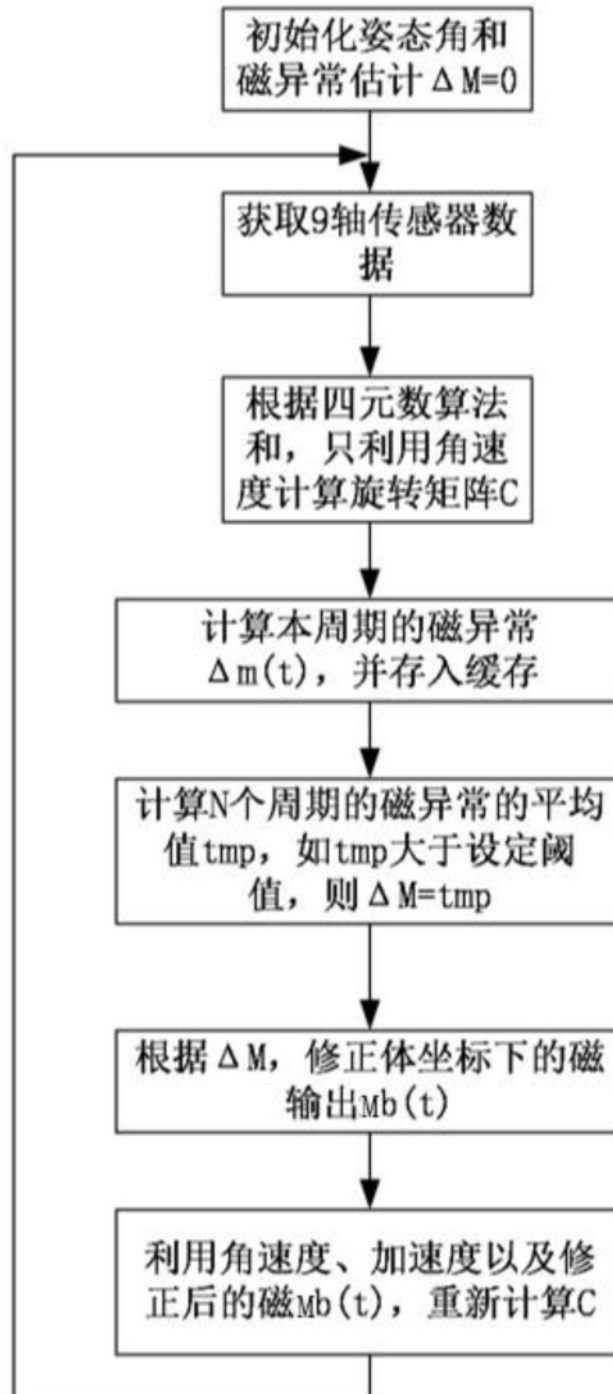 初始化姿态角和
磁异常估计ΔM=0
获取9轴传感器数
据
根据四元数算法
和，只利用角速
度计算旋转矩阵C
计算本周期的磁异常
Δm(t)，并存入缓存
计算N个周期的磁异常的平均
值tmp，如tmp大于设定阈
值，则ΔM=tmp
根据ΔM，修正体坐标下的磁
输出Mb(t)
利用角速度、加速度以及修
正后的磁Mb(t)，重新计算C